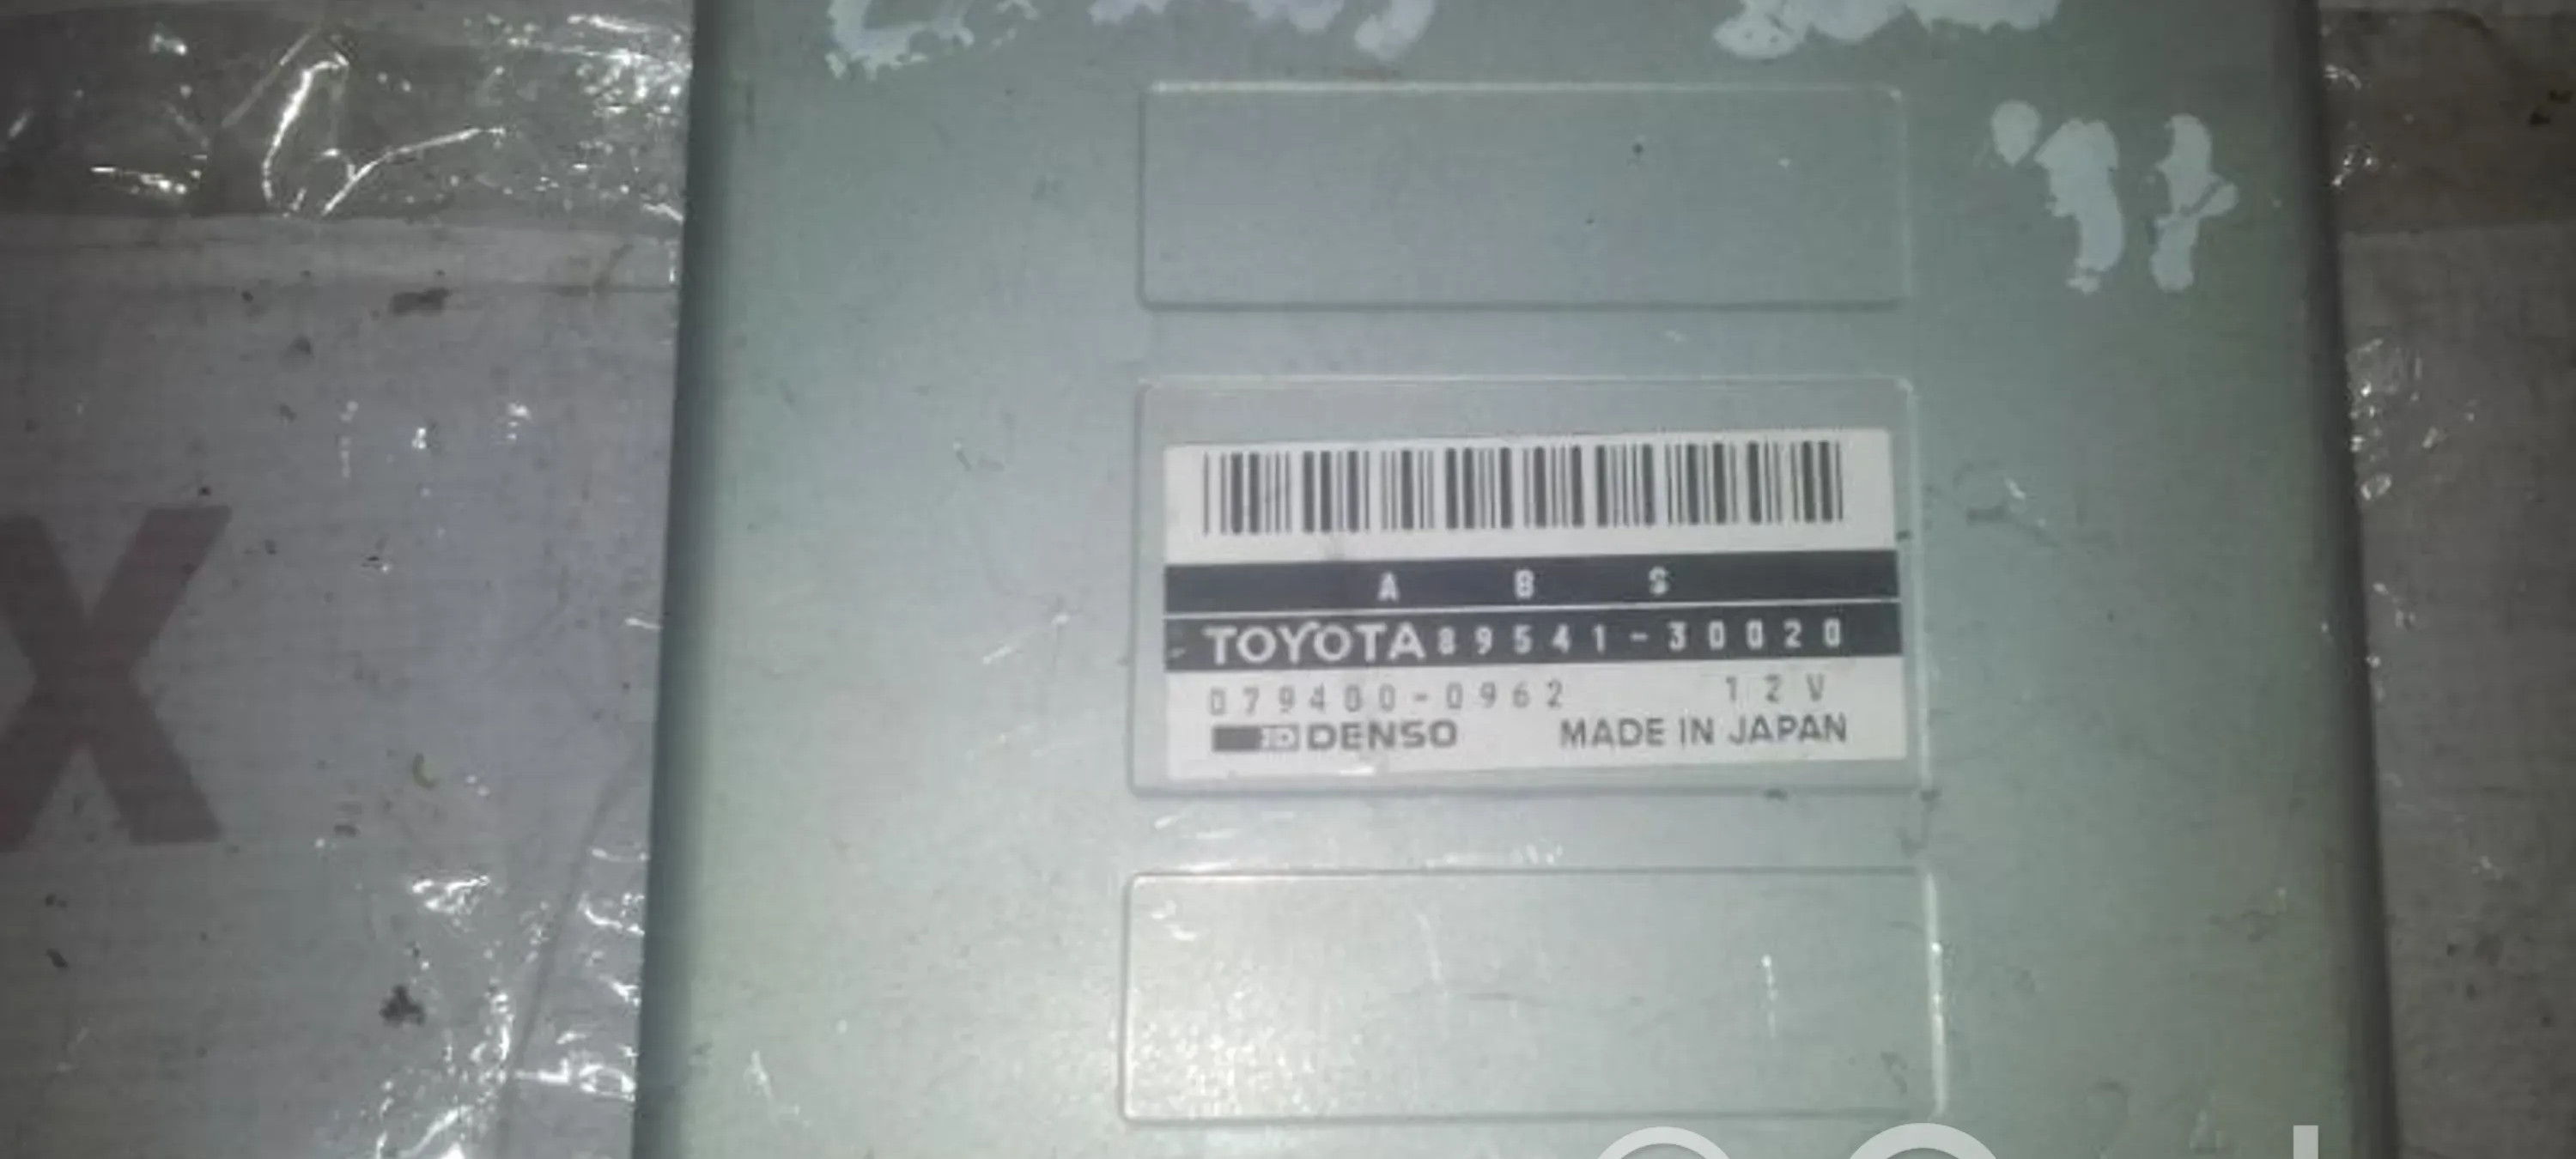 X
A B S
TOYOTA 89541-30020
079400-0962 12V
DENSO MADE IN JAPAN